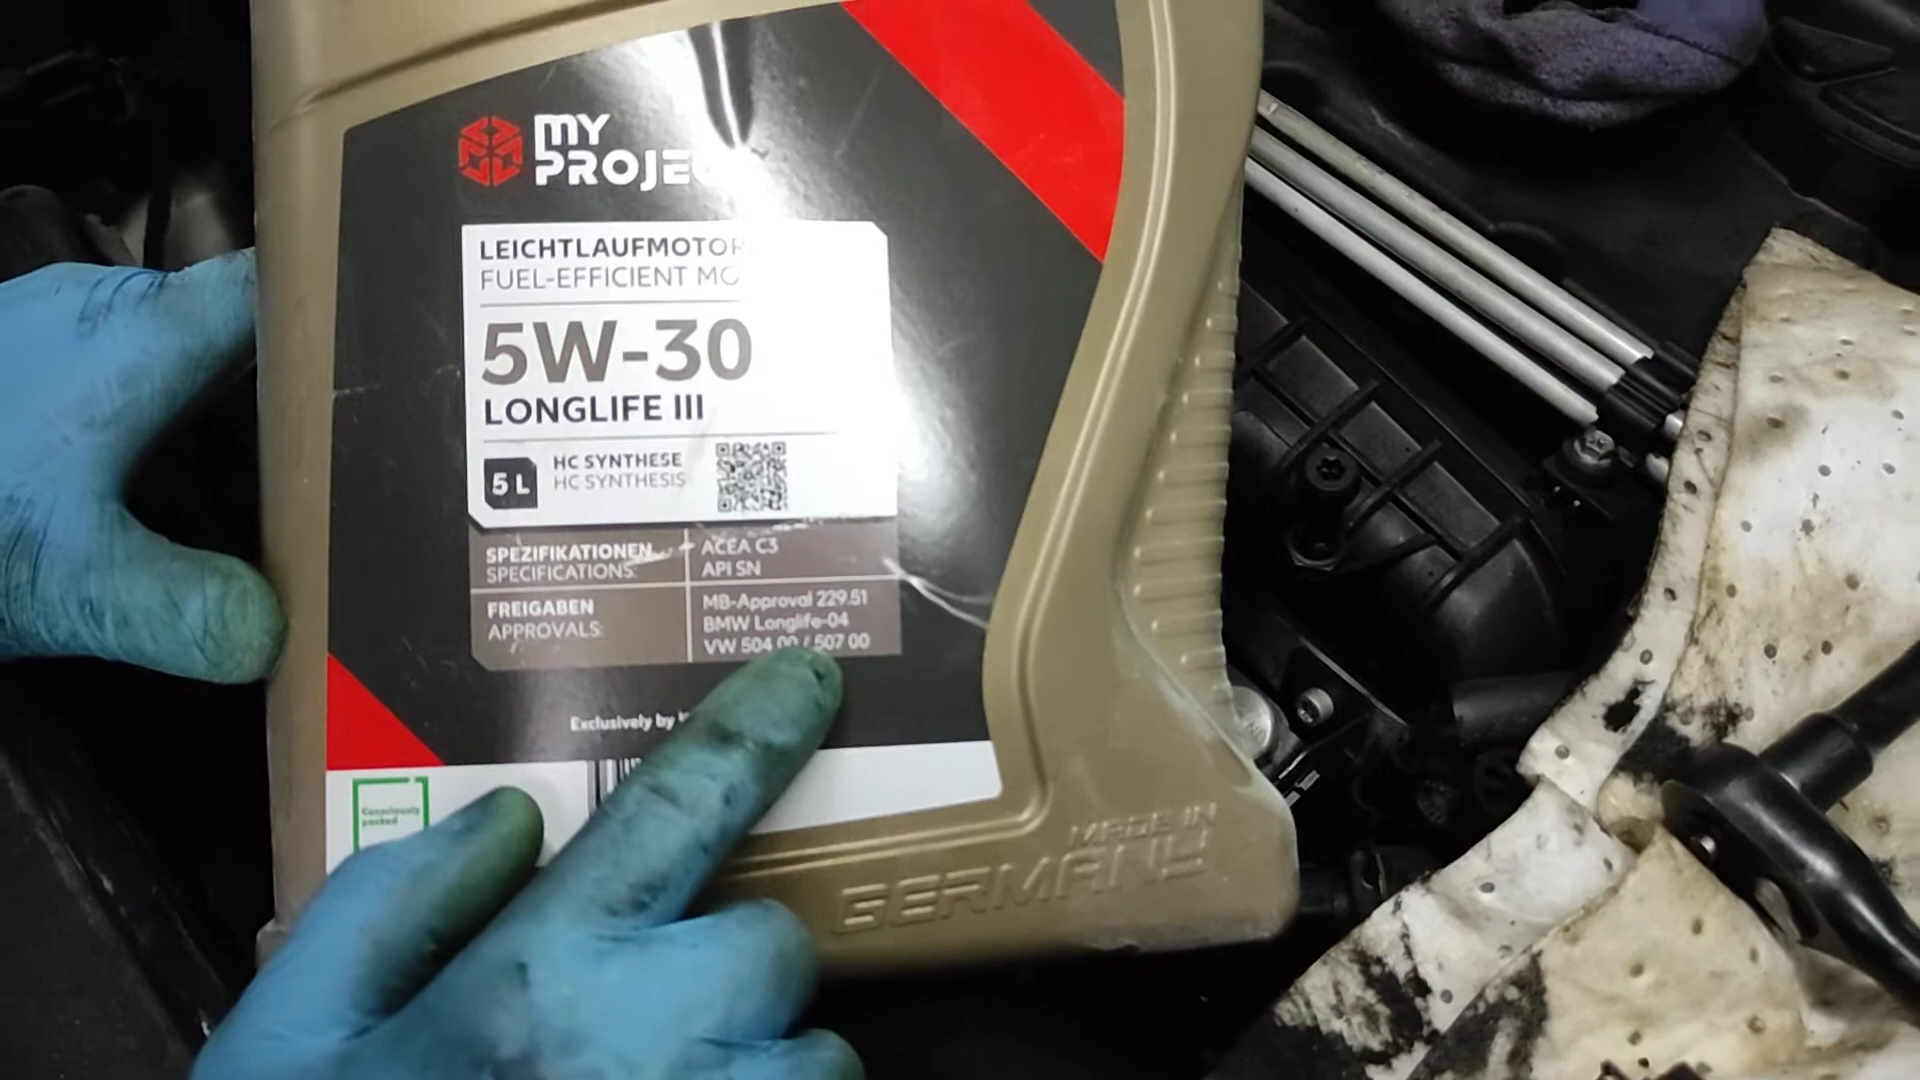 MY
LEICHTLAUFMOTOR
FUEL-EFFICIENT
5W-30
LONGLIFE III
5 L
HC SYNTHESE
HC SYNTHESIS
SPEZIFIKATIONEN
SPECIFICATIONS:
ACEA C3
API SN
FREIGABEN
APPROVALS:
MB-Approval 229.51
BMW Longlife-04
VW 504 00 / 507 00
Exclusively by
Consciously
packed
MADE IN
GERMANY